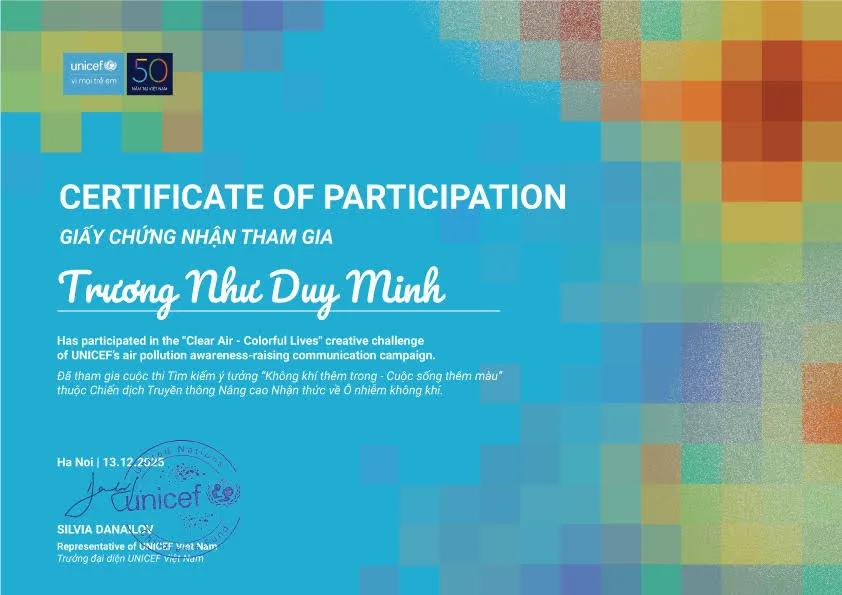 unicef
vì mọi trẻ em
50
NĂM TẠI VIỆT NAM
CERTIFICATE OF PARTICIPATION
GIẤY CHỨNG NHẬN THAM GIA
Trương Như Duy Minh
Has participated in the "Clear Air - Colorful Lives" creative challenge
of UNICEF's air pollution awareness-raising communication campaign.
Đã tham gia cuộc thi Tìm kiếm ý tưởng “Không khí thêm trong - Cuộc sống thêm màu”
thuộc Chiến dịch Truyền thông Nâng cao Nhận thức về Ô nhiễm không khí.
Ha Noi | 13.12.2025
United Nations
unicef
SILVIA DANAILOV
Representative of UNICEF Viet Nam
Trưởng đại diện UNICEF Việt Nam